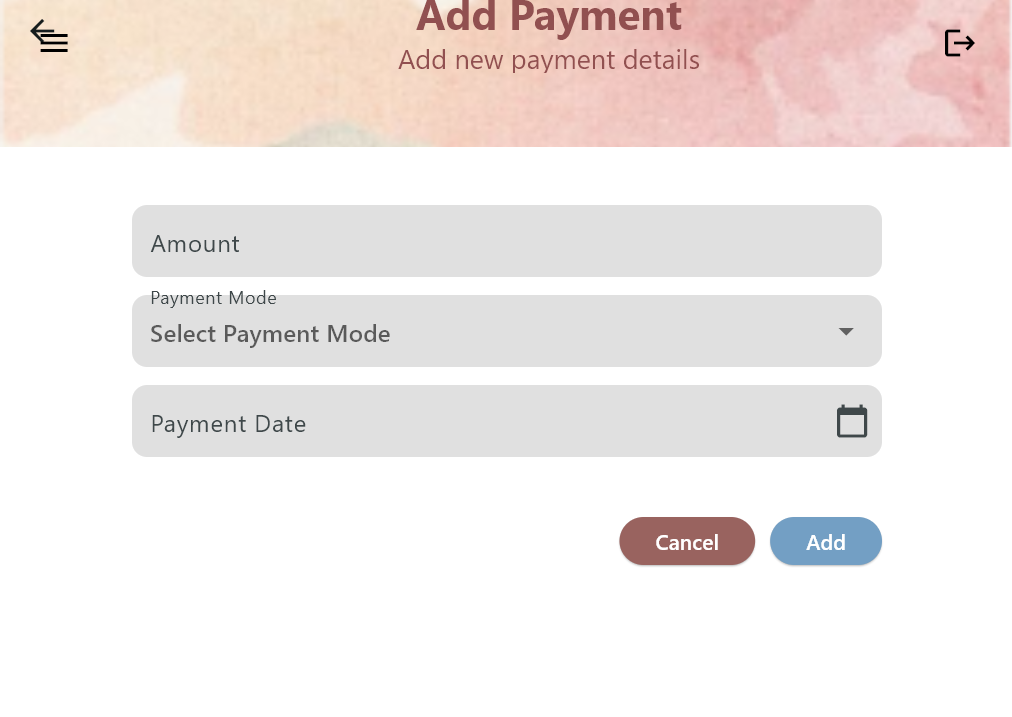 Add Payment
Add new payment details
Amount
Payment Mode
Select Payment Mode
Payment Date
Cancel
Add